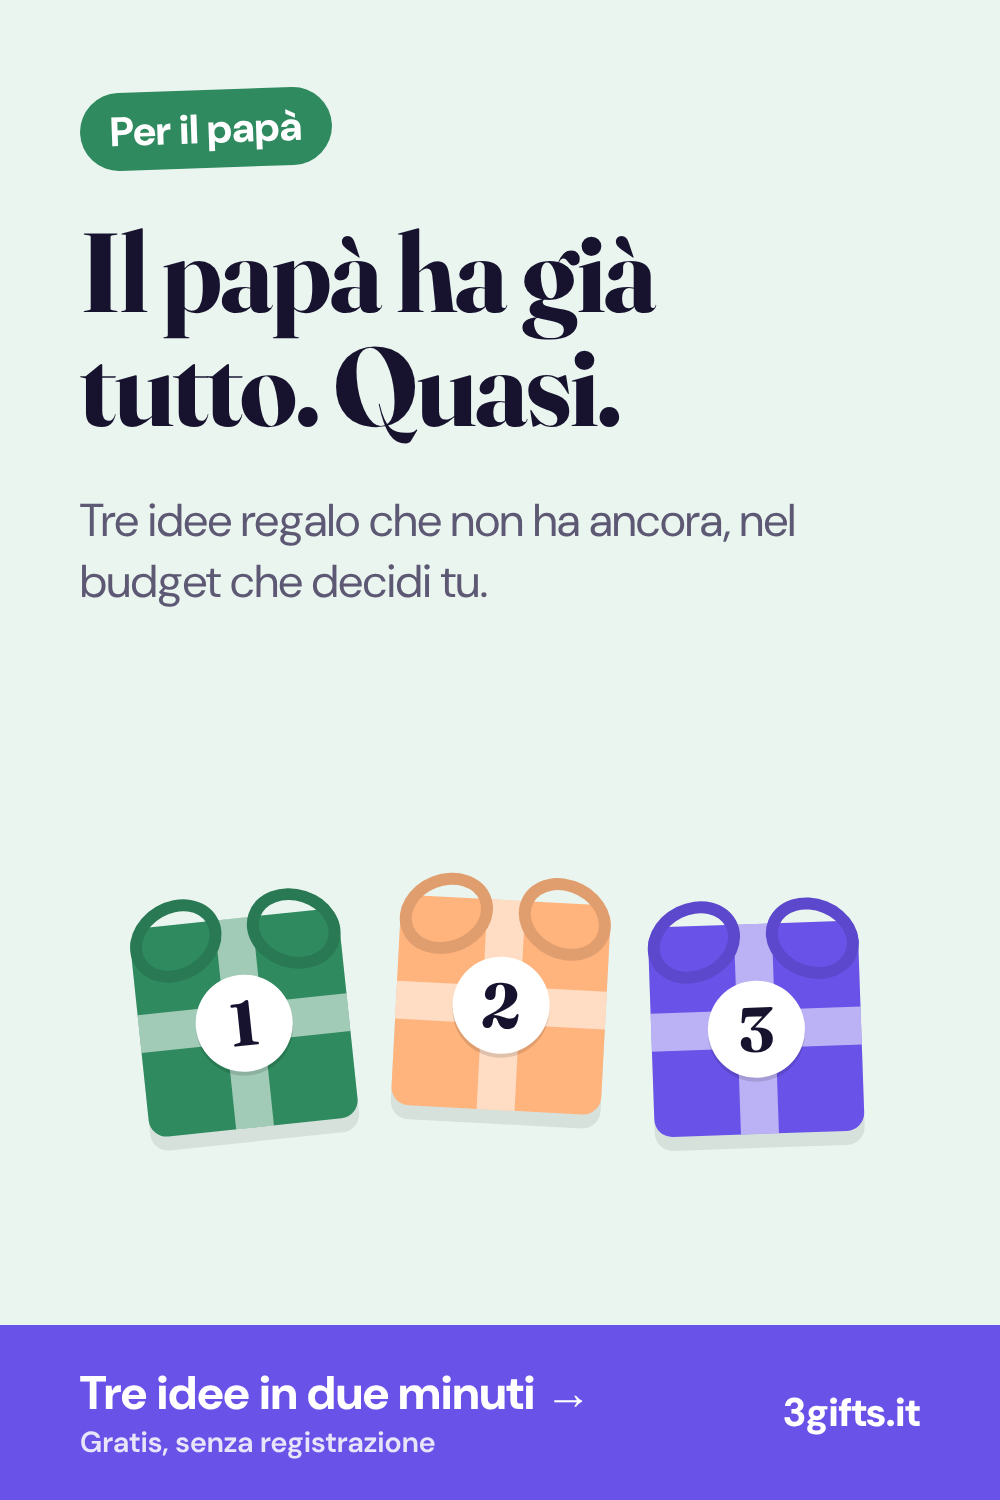 Per il papà
Il papà ha già
tutto. Quasi.
Tre idee regalo che non ha ancora, nel
budget che decidi tu.
1
2
3
Tre idee in due minuti →
Gratis, senza registrazione
3gifts.it